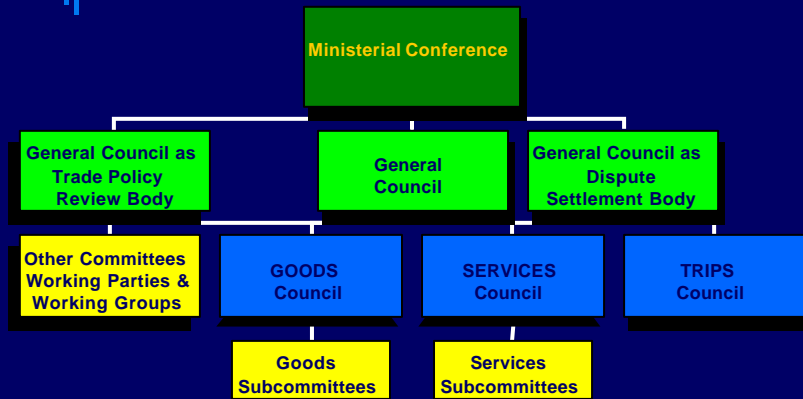 Ministerial Conference
General Council as
Trade Policy
Review Body
General
Council
General Council as
Dispute
Settlement Body
Other Committees
Working Parties &
Working Groups
GOODS
Council
SERVICES
Council
TRIPS
Council
Goods
Subcommittees
Services
Subcommittees